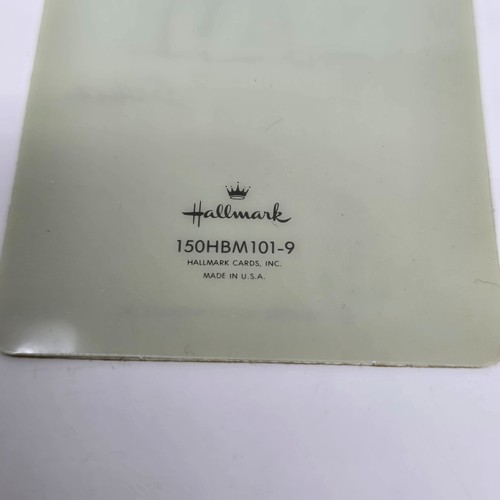 Hallmark
150HBM101-9
HALLMARK CARDS, INC.
MADE IN U.S.A.